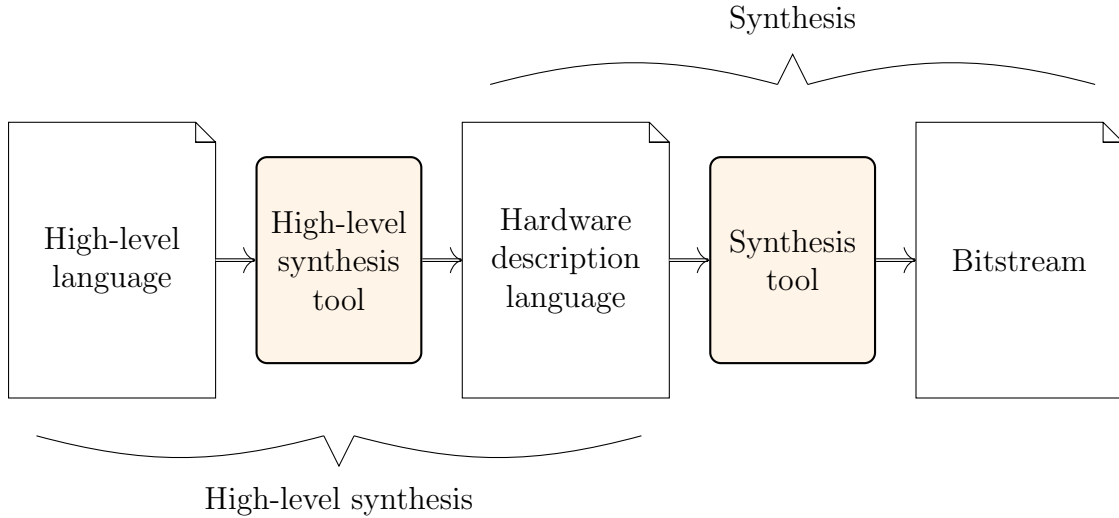 Synthesis
High-level
language
High-level
synthesis
tool
Hardware
description
language
Synthesis
tool
Bitstream
High-level synthesis